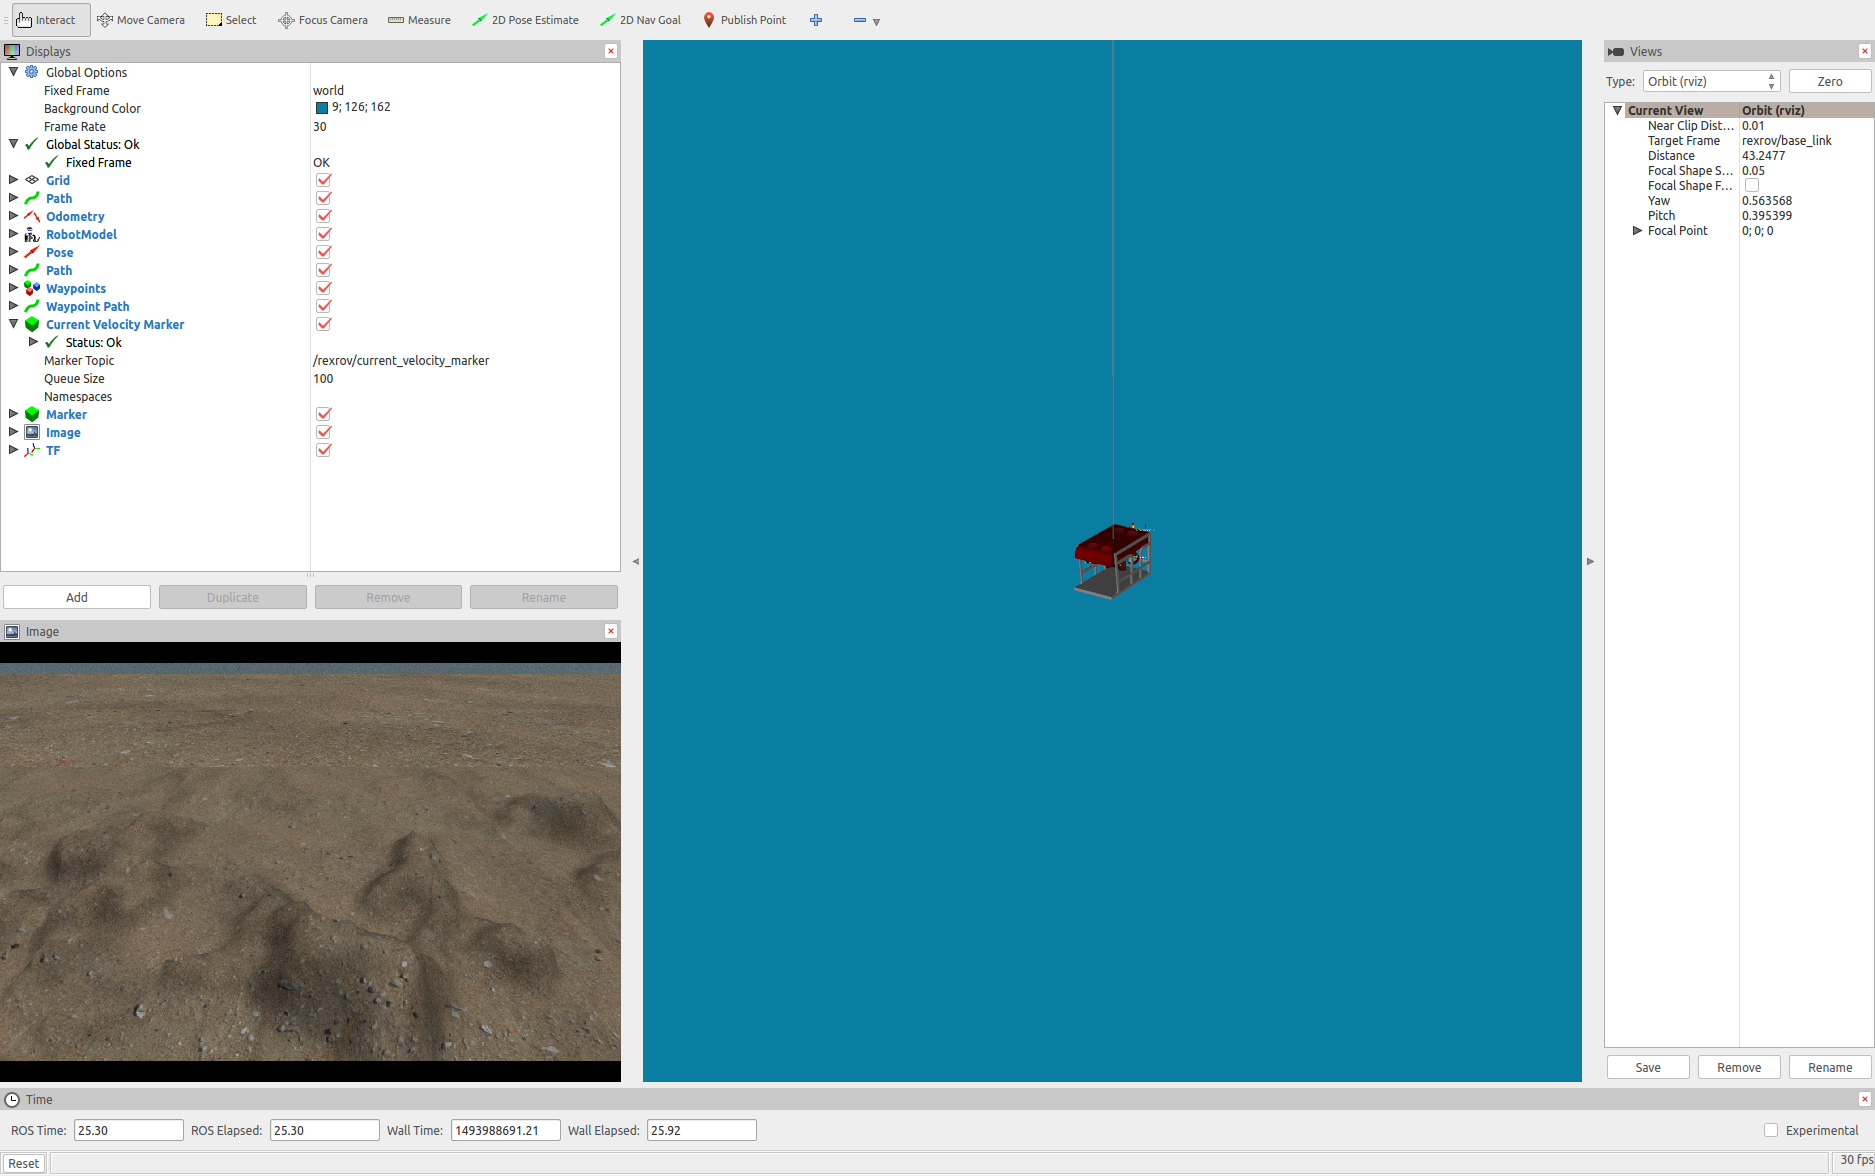 Interact Move Camera Select Focus Camera Measure 2D Pose Estimate 2D Nav Goal Publish Point
Displays
Global Options
Fixed Frame world
Background Color 9; 126; 162
Frame Rate 30
Global Status: Ok
Fixed Frame OK
Grid
Path
Odometry
RobotModel
Pose
Path
Waypoints
Waypoint Path
Current Velocity Marker
Status: Ok
Marker Topic /rexrov/current_velocity_marker
Queue Size 100
Namespaces
Marker
Image
TF
Add Duplicate Remove Rename
Image
Views
Type: Orbit (rviz) Zero
Current View Orbit (rviz)
Near Clip Dist... 0.01
Target Frame rexrov/base_link
Distance 43.2477
Focal Shape S... 0.05
Focal Shape F...
Yaw 0.563568
Pitch 0.395399
Focal Point 0; 0; 0
Save Remove Rename
Time
ROS Time: 25.30 ROS Elapsed: 25.30 Wall Time: 1493988691.21 Wall Elapsed: 25.92 Experimental
Reset 30 fps